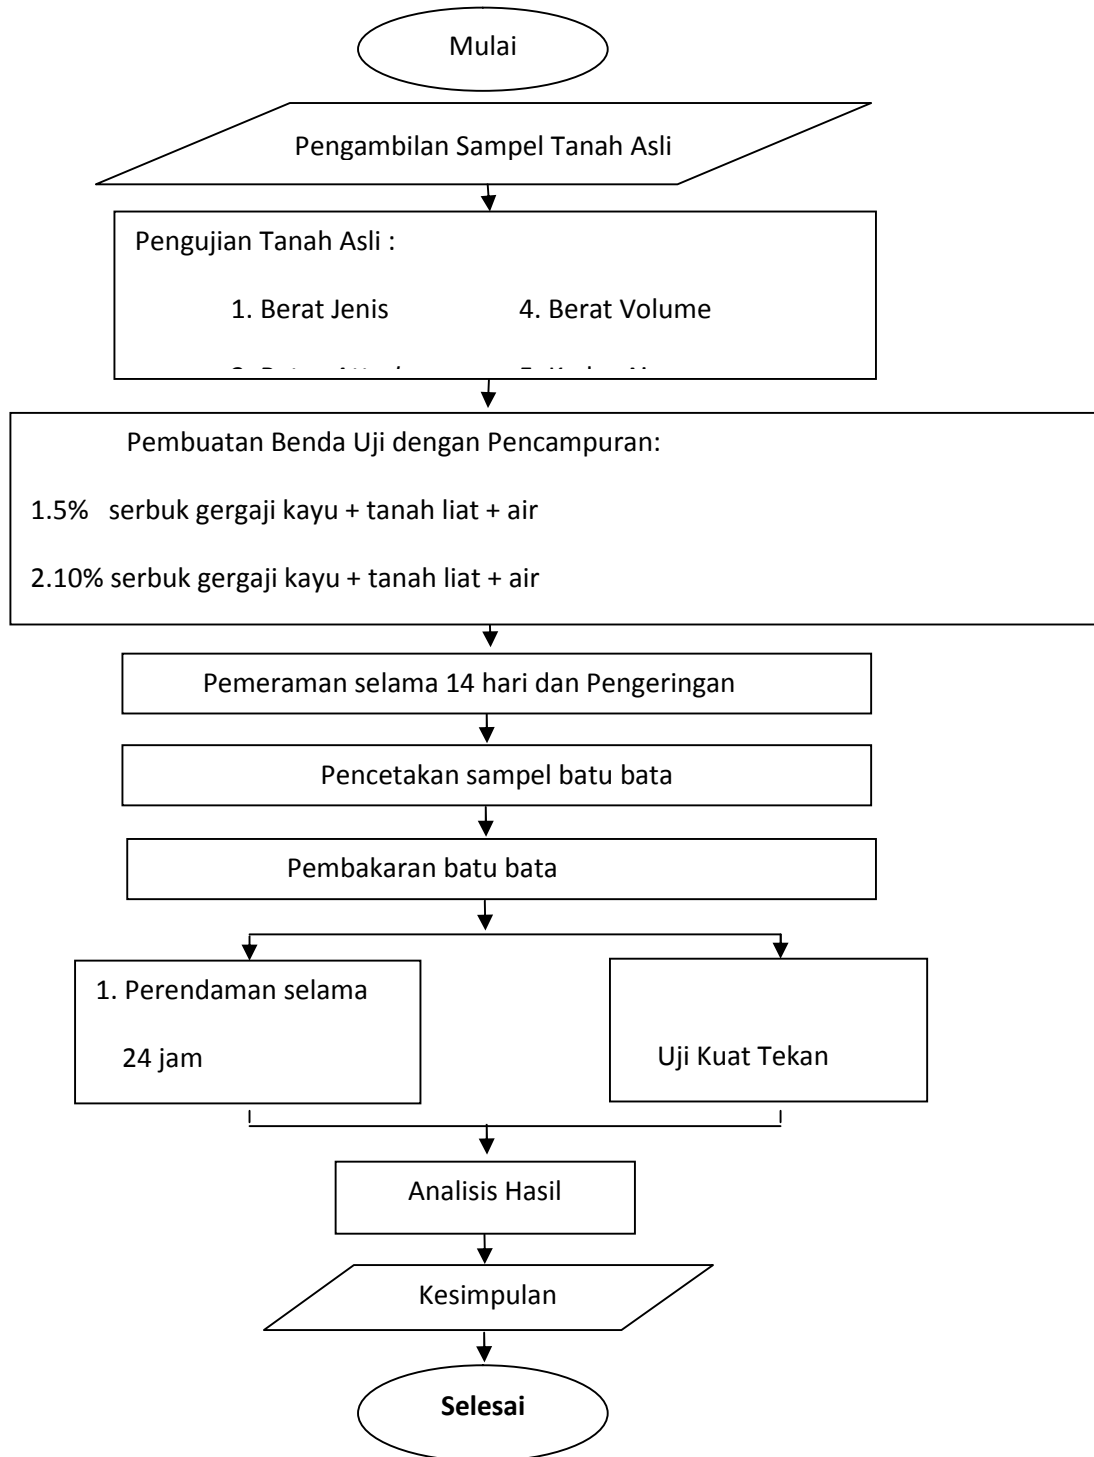 Mulai
Pengambilan Sampel Tanah Asli
Pengujian Tanah Asli :
1. Berat Jenis 4. Berat Volume
Pembuatan Benda Uji dengan Pencampuran:
1.5% serbuk gergaji kayu + tanah liat + air
2.10% serbuk gergaji kayu + tanah liat + air
Pemeraman selama 14 hari dan Pengeringan
Pencetakan sampel batu bata
Pembakaran batu bata
1. Perendaman selama
24 jam
Uji Kuat Tekan
Analisis Hasil
Kesimpulan
Selesai